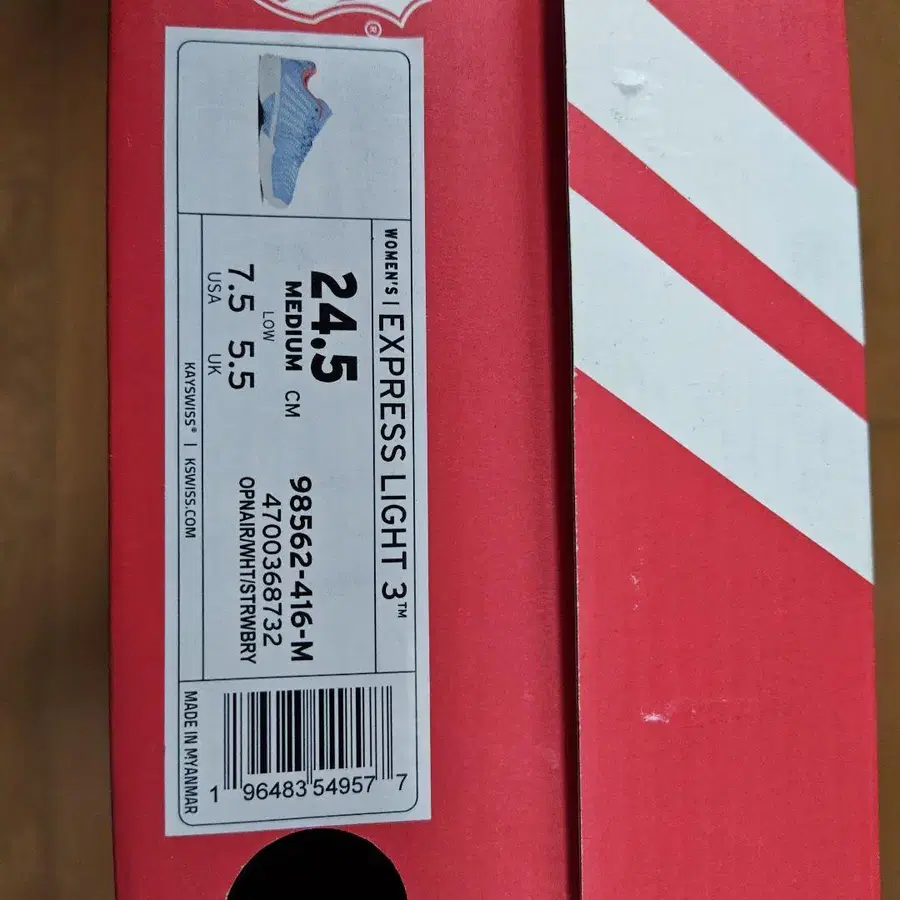 ®
WOMEN'S | EXPRESS LIGHT 3™
24.5 CM
MEDIUM
LOW
7.5 5.5
USA UK
98562-416-M
4700368732
OPNAIR/WHT/STRWBRY
KAYSWISS® | KSWISS.COM
MADE IN MYANMAR
1 96483 54957 7